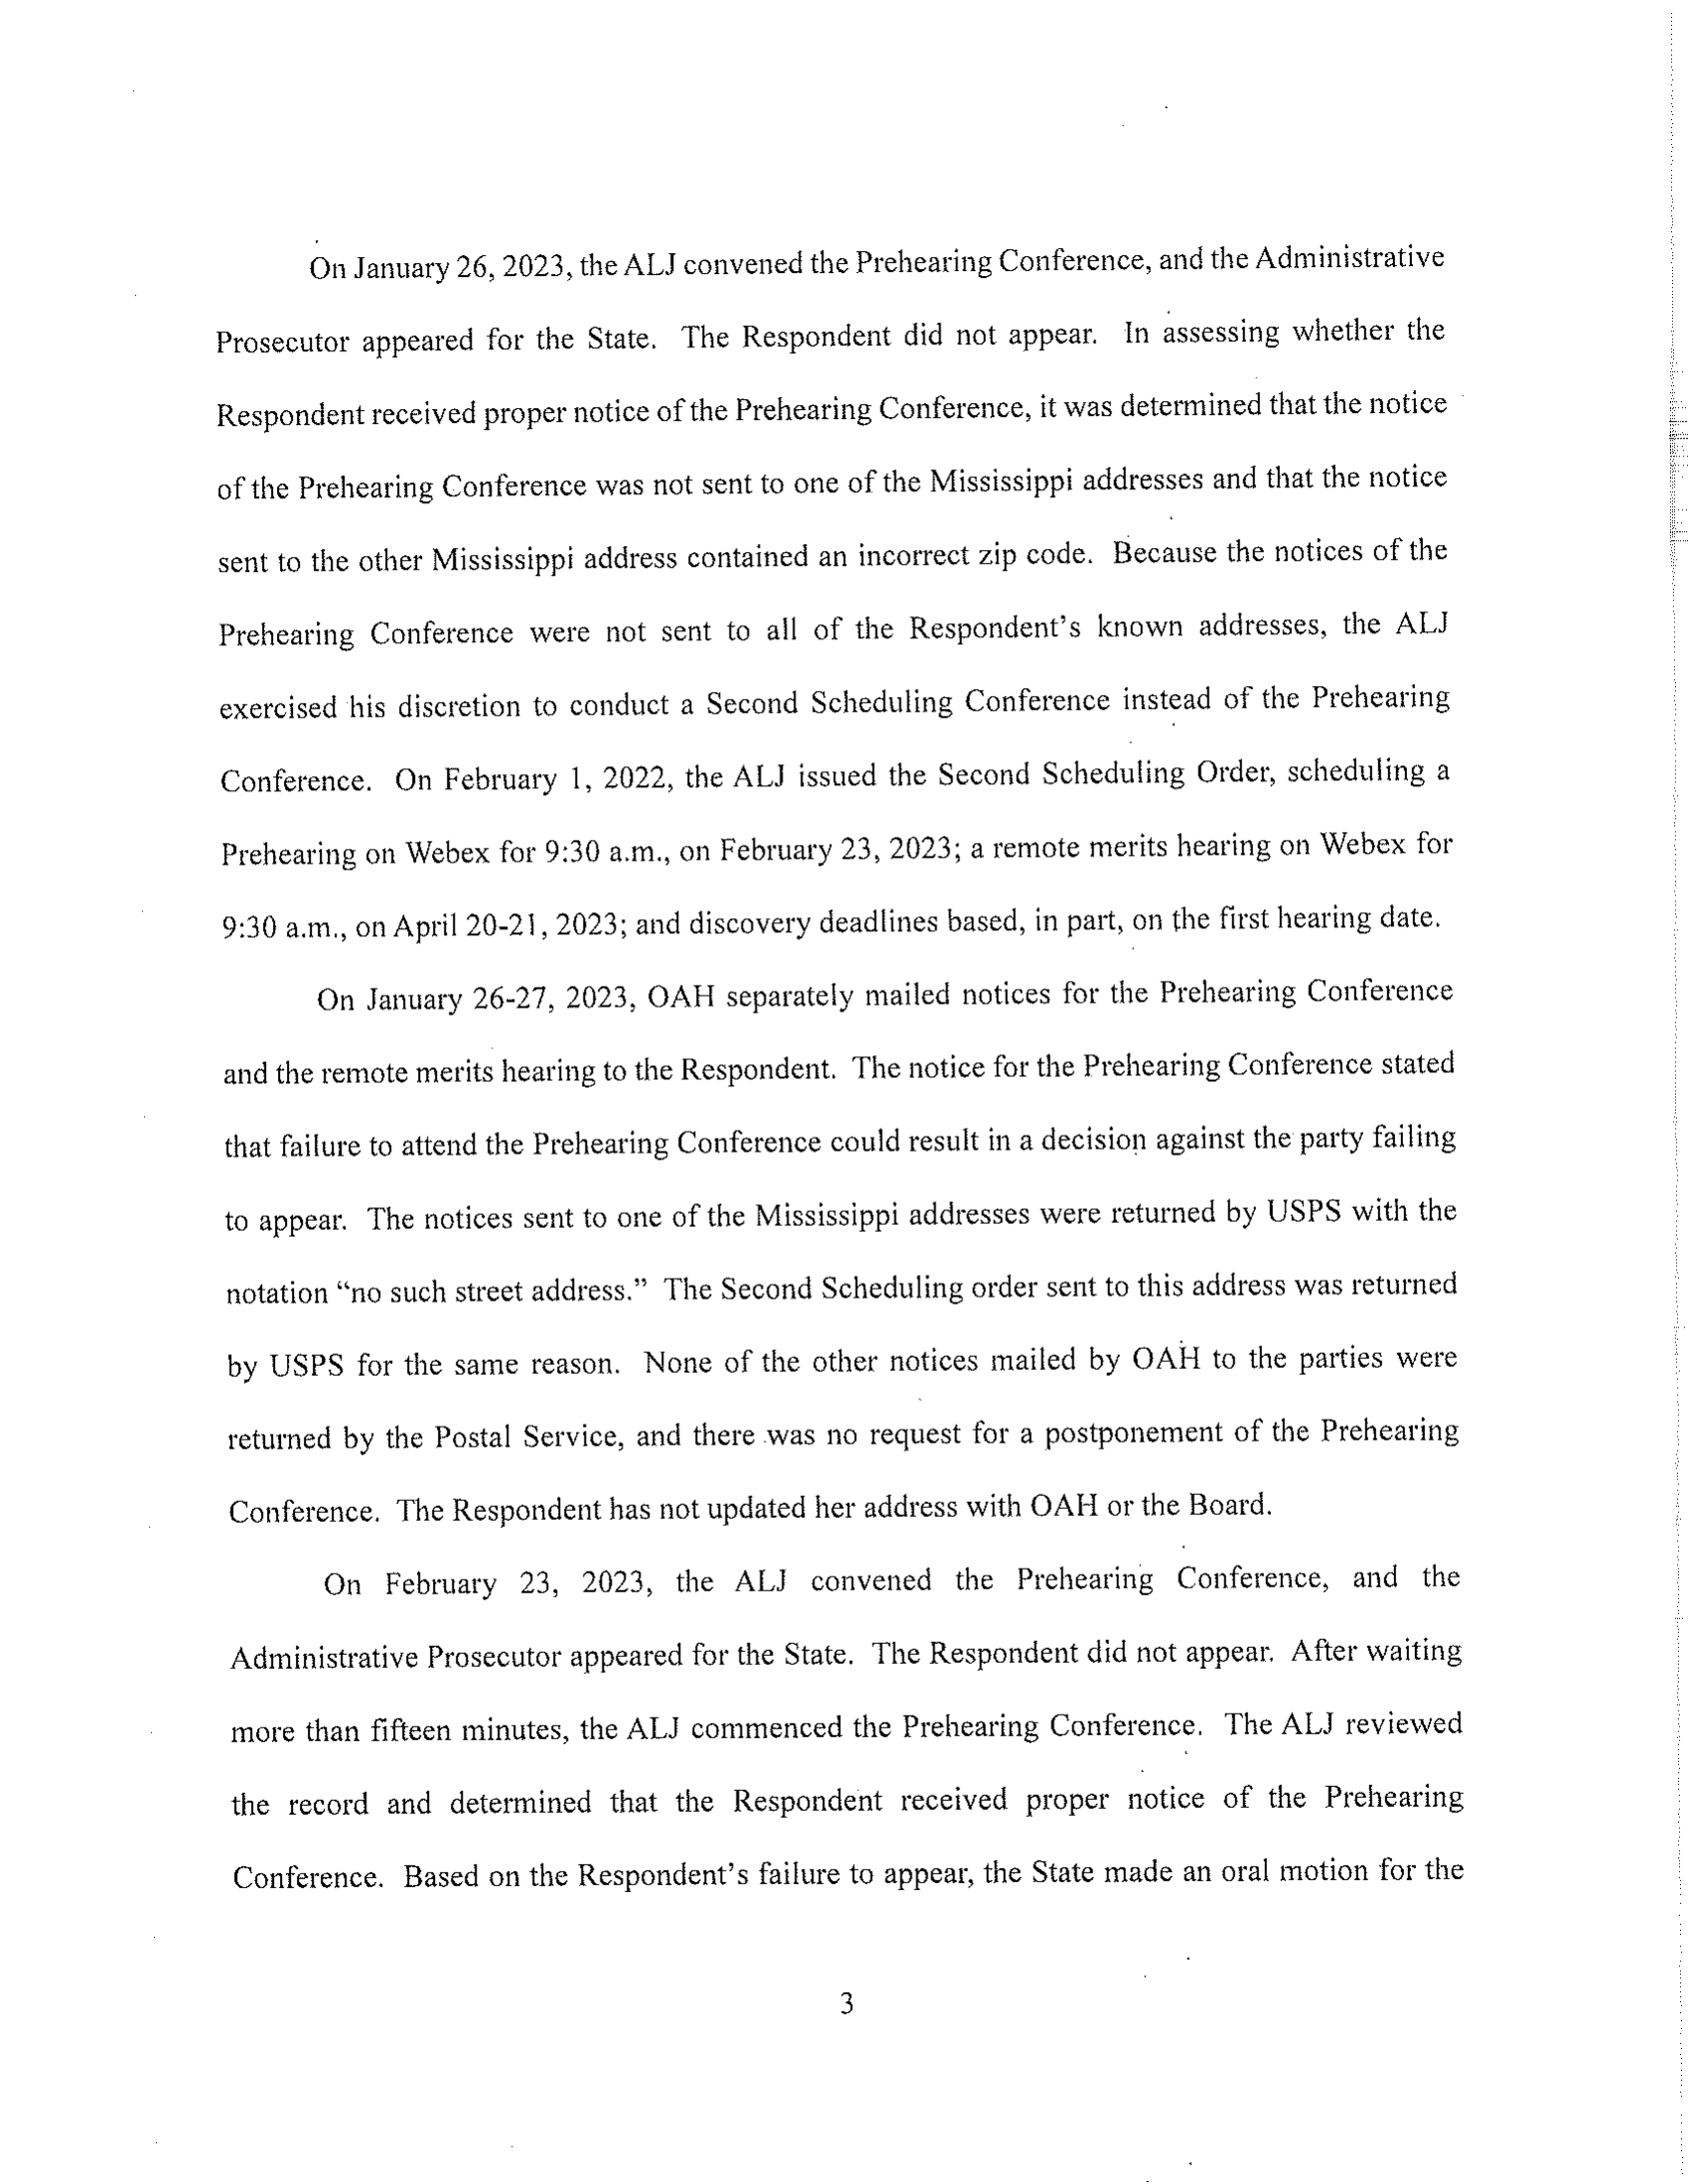 On January 26, 2023, the ALJ convened the Prehearing Conference, and the Administrative
Prosecutor appeared for the State. The Respondent did not appear. In assessing whether the
Respondent received proper notice of the Prehearing Conference, it was determined that the notice
of the Prehearing Conference was not sent to one of the Mississippi addresses and that the notice
sent to the other Mississippi address contained an incorrect zip code. Because the notices of the
Prehearing Conference were not sent to all of the Respondent's known addresses, the ALJ
exercised his discretion to conduct a Second Scheduling Conference instead of the Prehearing
Conference. On February 1, 2022, the ALJ issued the Second Scheduling Order, scheduling a
Prehearing on Webex for 9:30 a.m., on February 23, 2023; a remote merits hearing on Webex for
9:30 a.m., on April 20-21, 2023; and discovery deadlines based, in part, on the first hearing date.
On January 26-27, 2023, OAH separately mailed notices for the Prehearing Conference
and the remote merits hearing to the Respondent. The notice for the Prehearing Conference stated
that failure to attend the Prehearing Conference could result in a decision against the party failing
to appear. The notices sent to one of the Mississippi addresses were returned by USPS with the
notation “no such street address.” The Second Scheduling order sent to this address was returned
by USPS for the same reason. None of the other notices mailed by OAH to the parties were
returned by the Postal Service, and there was no request for a postponement of the Prehearing
Conference. The Respondent has not updated her address with OAH or the Board.
On February 23, 2023, the ALJ convened the Prehearing Conference, and the
Administrative Prosecutor appeared for the State. The Respondent did not appear. After waiting
more than fifteen minutes, the ALJ commenced the Prehearing Conference. The ALJ reviewed
the record and determined that the Respondent received proper notice of the Prehearing
Conference. Based on the Respondent's failure to appear, the State made an oral motion for the
3